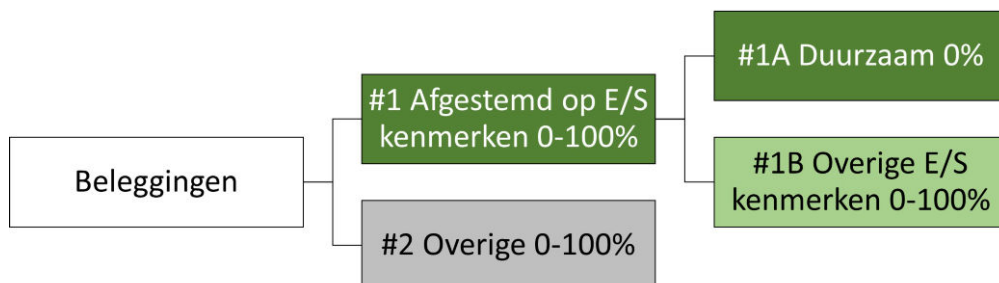 Beleggingen
#1 Afgestemd op E/S
kenmerken 0-100%
#2 Overige 0-100%
#1A Duurzaam 0%
#1B Overige E/S
kenmerken 0-100%